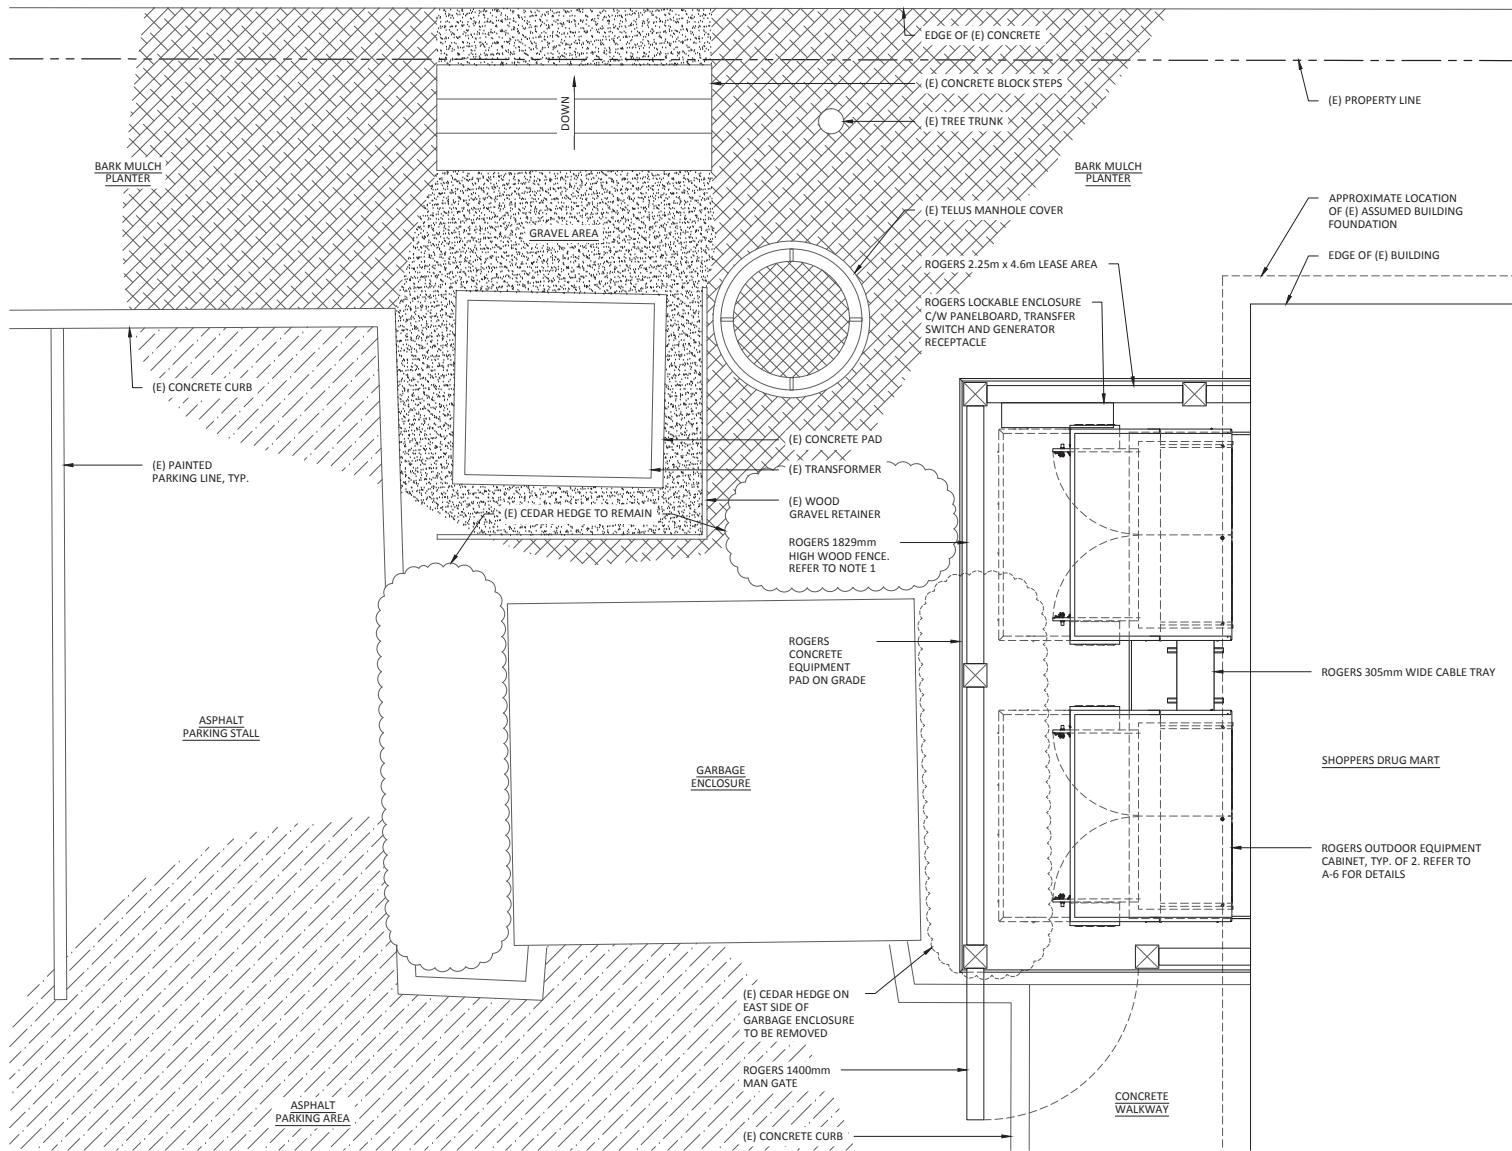 EDGE OF (E) CONCRETE
(E) CONCRETE BLOCK STEPS
(E) PROPERTY LINE
DOWN
(E) TREE TRUNK
BARK MULCH
PLANTER
BARK MULCH
PLANTER
APPROXIMATE LOCATION
OF (E) ASSUMED BUILDING
FOUNDATION
(E) TELUS MANHOLE COVER
GRAVEL AREA
EDGE OF (E) BUILDING
ROGERS 2.25m x 4.6m LEASE AREA
ROGERS LOCKABLE ENCLOSURE
C/W PANELBOARD, TRANSFER
SWITCH AND GENERATOR
RECEPTACLE
(E) CONCRETE CURB
(E) CONCRETE PAD
(E) PAINTED
PARKING LINE, TYP.
(E) TRANSFORMER
(E) WOOD
GRAVEL RETAINER
(E) CEDAR HEDGE TO REMAIN
ROGERS 1829mm
HIGH WOOD FENCE.
REFER TO NOTE 1
ROGERS
CONCRETE
EQUIPMENT
PAD ON GRADE
ROGERS 305mm WIDE CABLE TRAY
ASPHALT
PARKING STALL
SHOPPERS DRUG MART
GARBAGE
ENCLOSURE
ROGERS OUTDOOR EQUIPMENT
CABINET, TYP. OF 2. REFER TO
A-6 FOR DETAILS
(E) CEDAR HEDGE ON
EAST SIDE OF
GARBAGE ENCLOSURE
TO BE REMOVED
ROGERS 1400mm
MAN GATE
ASPHALT
PARKING AREA
CONCRETE
WALKWAY
(E) CONCRETE CURB